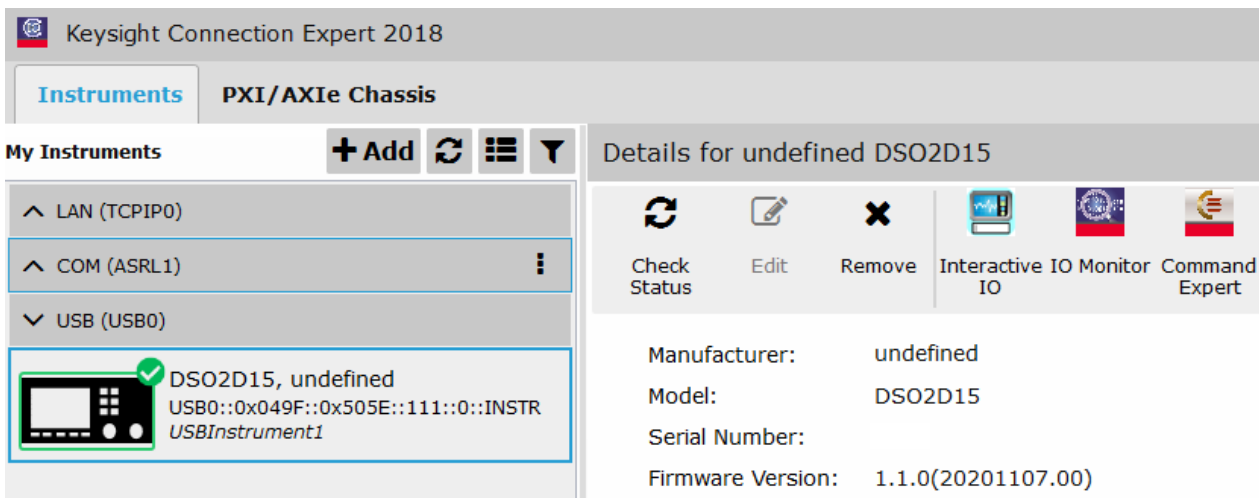 Keysight Connection Expert 2018
Instruments PXI/AXIe Chassis
My Instruments + Add
LAN (TCPIP0)
COM (ASRL1)
USB (USB0)
DSO2D15, undefined
USB0::0x049F::0x505E::111::0::INSTR
USBInstrument1
Details for undefined DSO2D15
Check Status Edit Remove Interactive IO IO Monitor Command Expert
Manufacturer: undefined
Model: DSO2D15
Serial Number:
Firmware Version: 1.1.0(20201107.00)